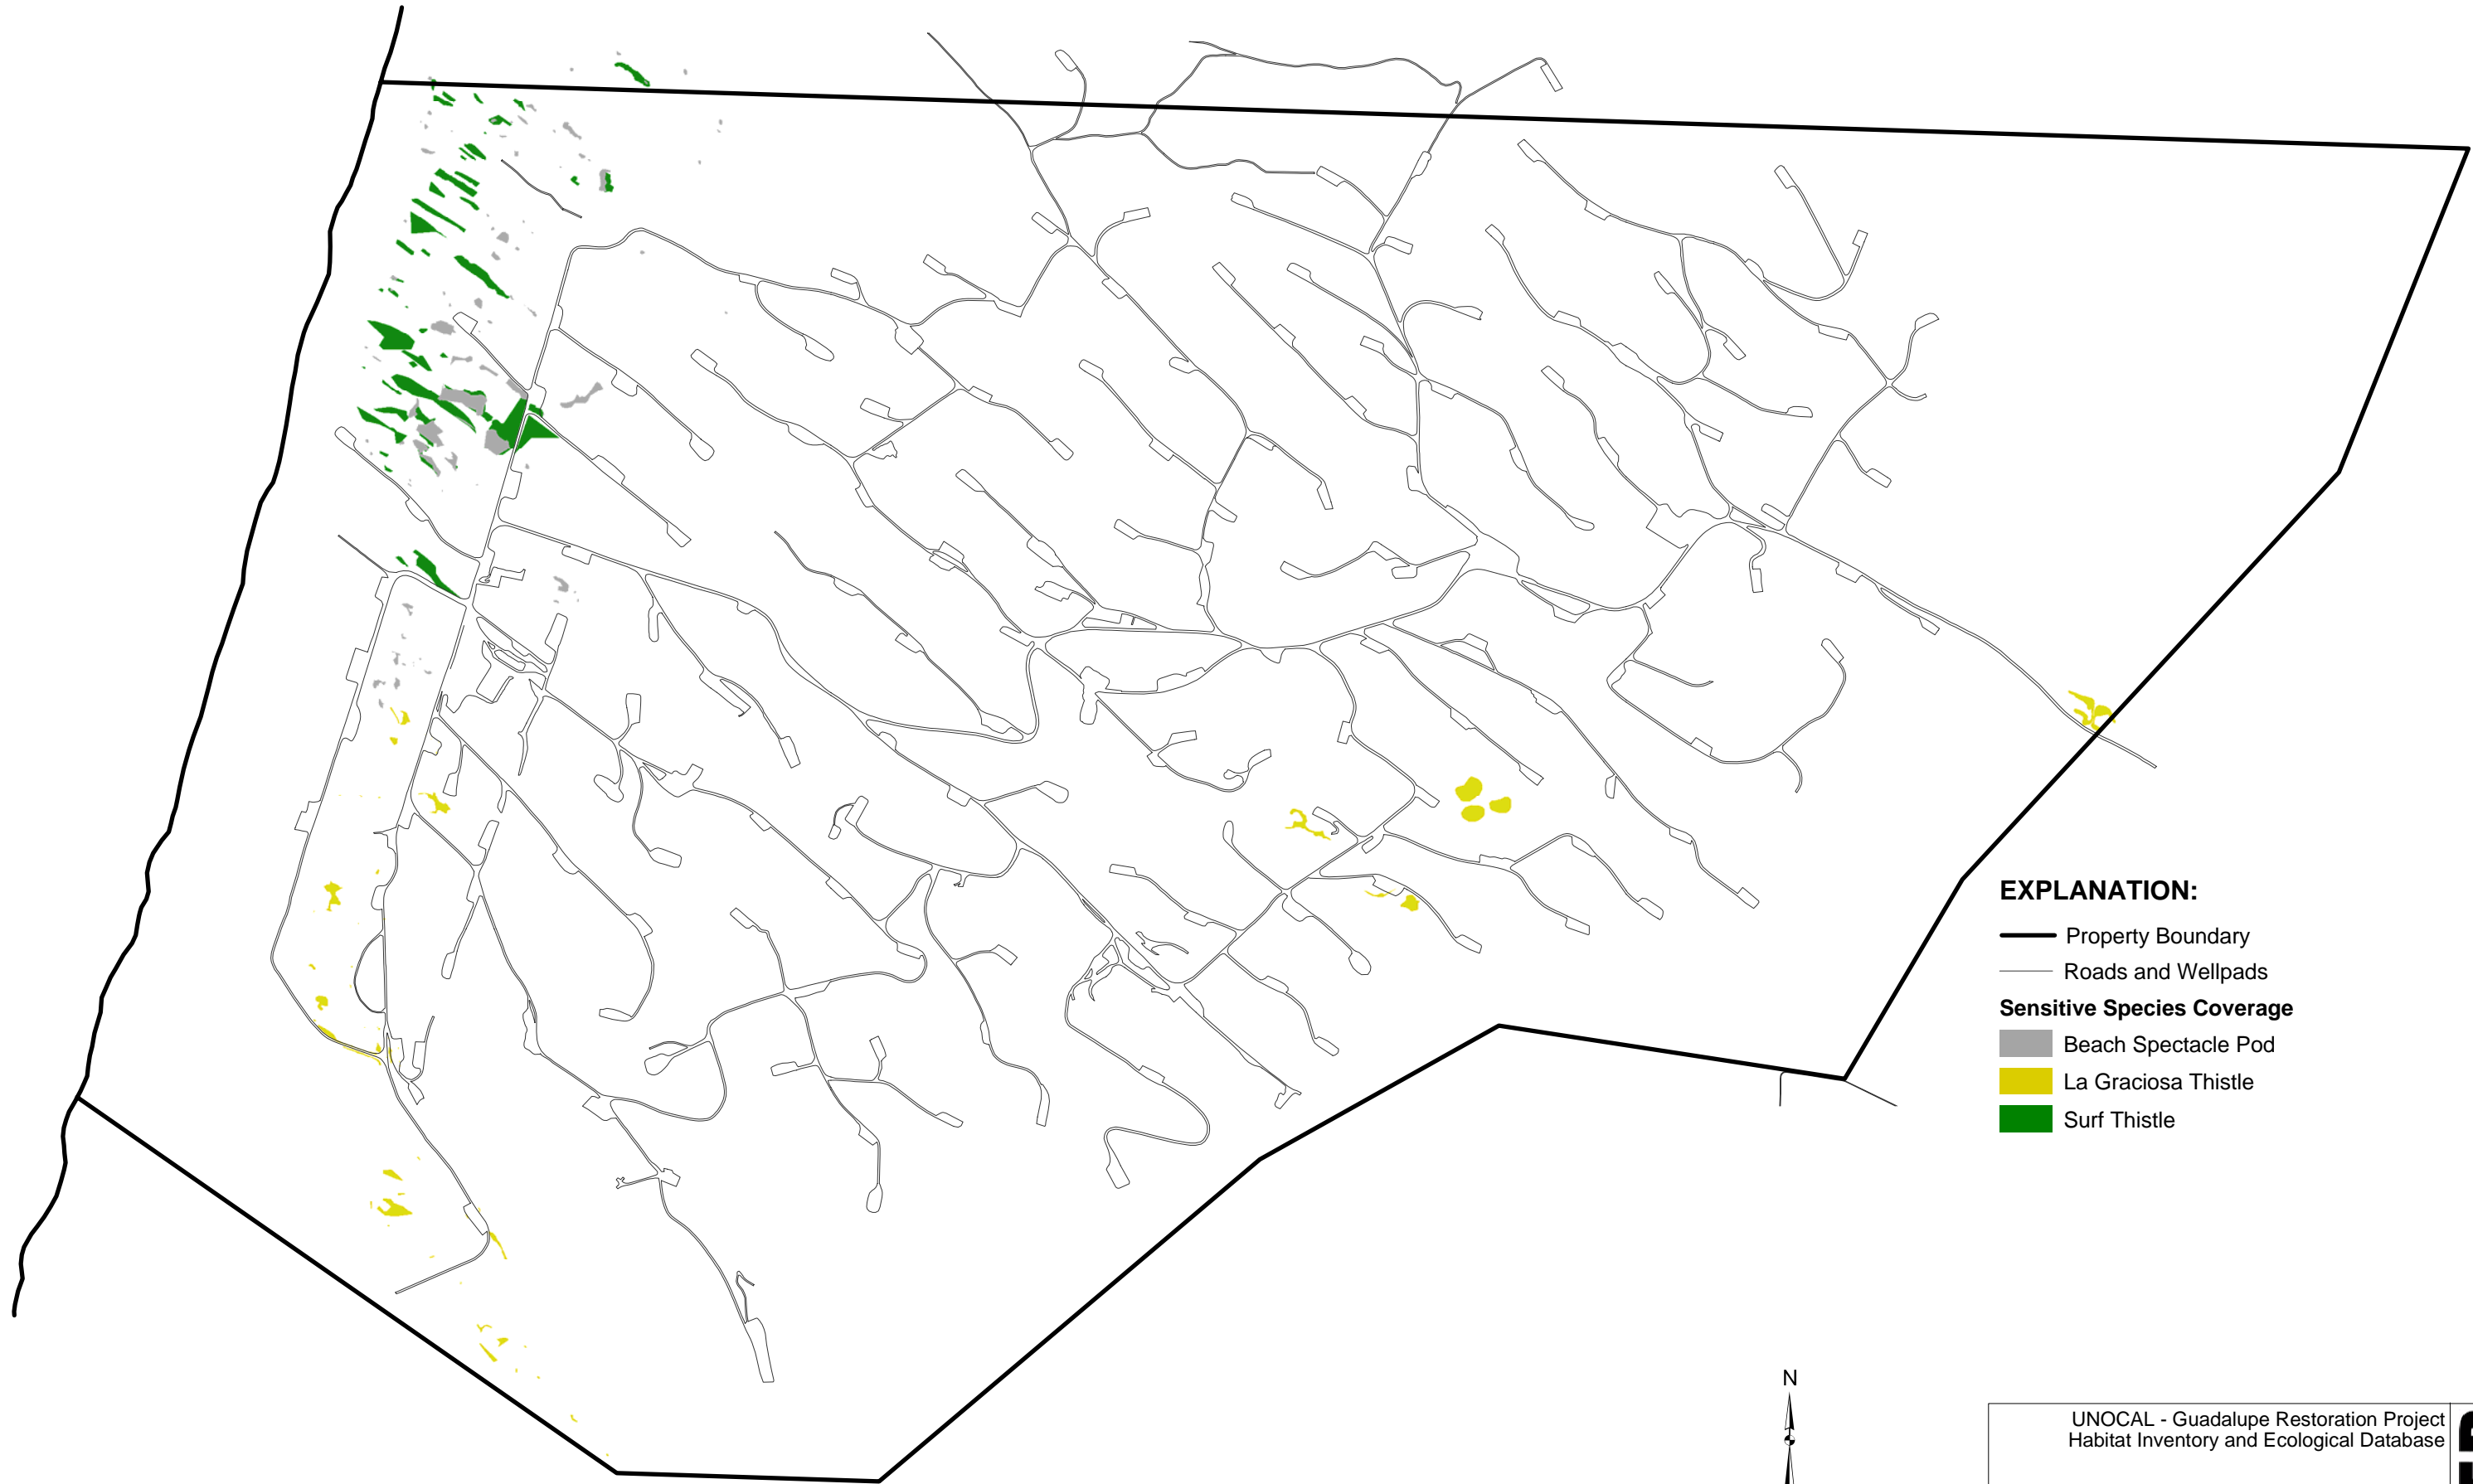 EXPLANATION:
Property Boundary
Roads and Wellpads
Sensitive Species Coverage
Beach Spectacle Pod
La Graciosa Thistle
Surf Thistle
N
UNOCAL - Guadalupe Restoration Project
Habitat Inventory and Ecological Database